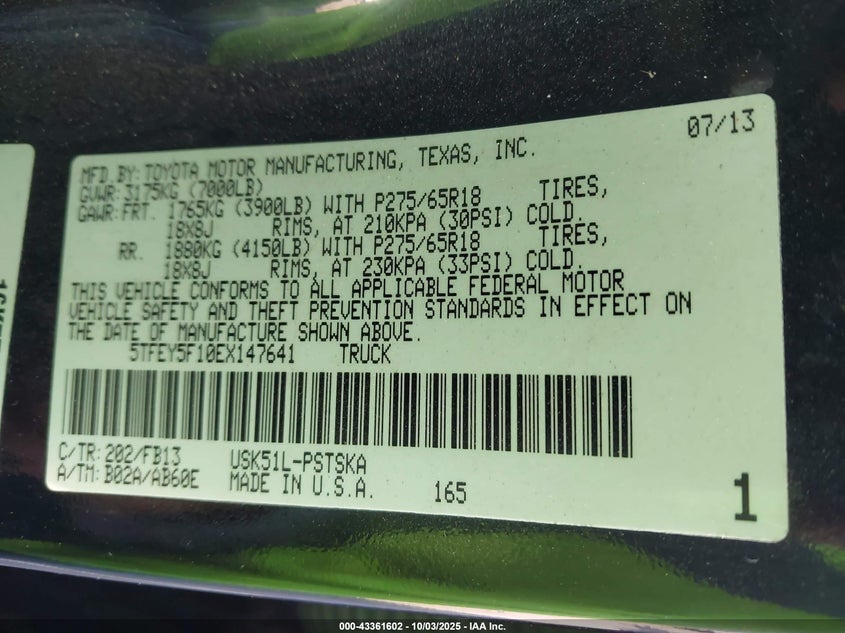 07/13
MFD.BY:TOYOTA MOTOR MANUFACTURING, TEXAS, INC.
GVWR:3175KG (7000LB)
GAWR:FRT. 1765KG (3900LB) WITH P275/65R18 TIRES,
18X8J RIMS, AT 210KPA (30PSI) COLD.
RR. 1880KG (4150LB) WITH P275/65R18 TIRES,
18X8J RIMS, AT 230KPA (33PSI) COLD.
THIS VEHICLE CONFORMS TO ALL APPLICABLE FEDERAL MOTOR
VEHICLE SAFETY AND THEFT PREVENTION STANDARDS IN EFFECT ON
THE DATE OF MANUFACTURE SHOWN ABOVE.
5TFEY5F10EX147641 TRUCK
C/TR:202/FB13 USK51L-PSTSKA
A/TM:B02A/AB60E MADE IN U.S.A. 165
1
000-43361602 - 10/03/2025 - IAA Inc.